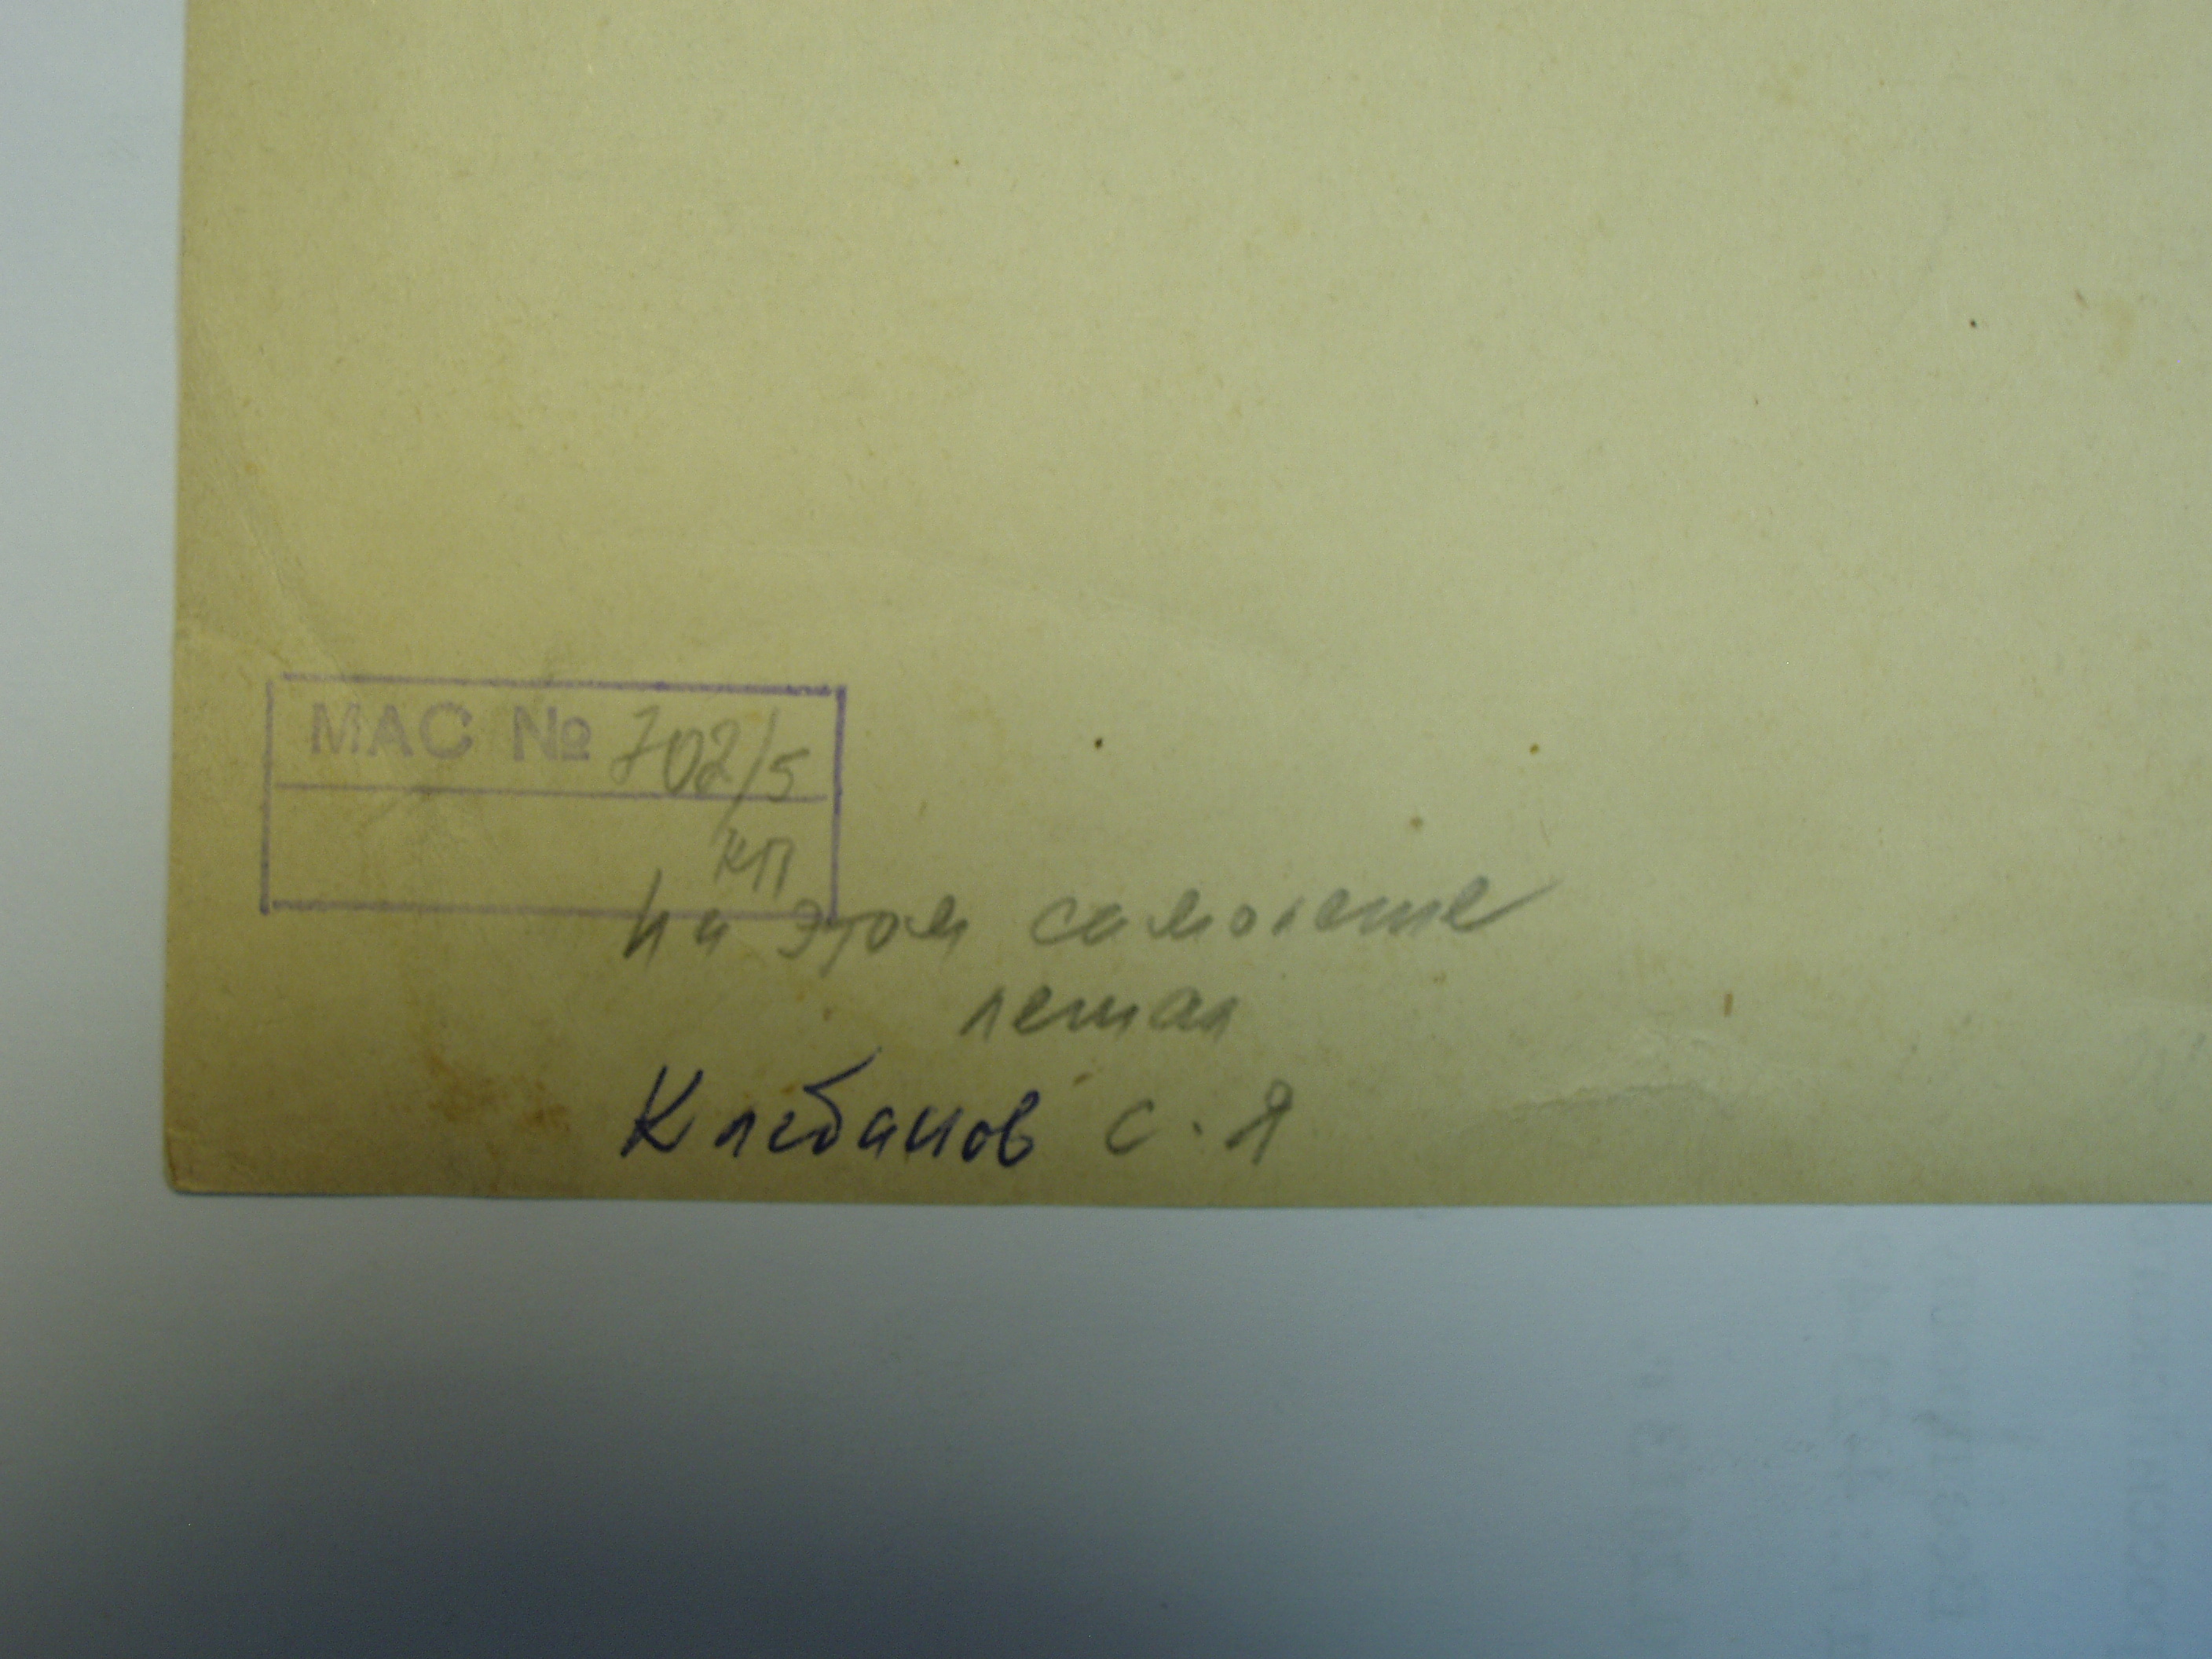 МАС № 702/5
КП
На этом самолете
летал
Клебанов С.Я